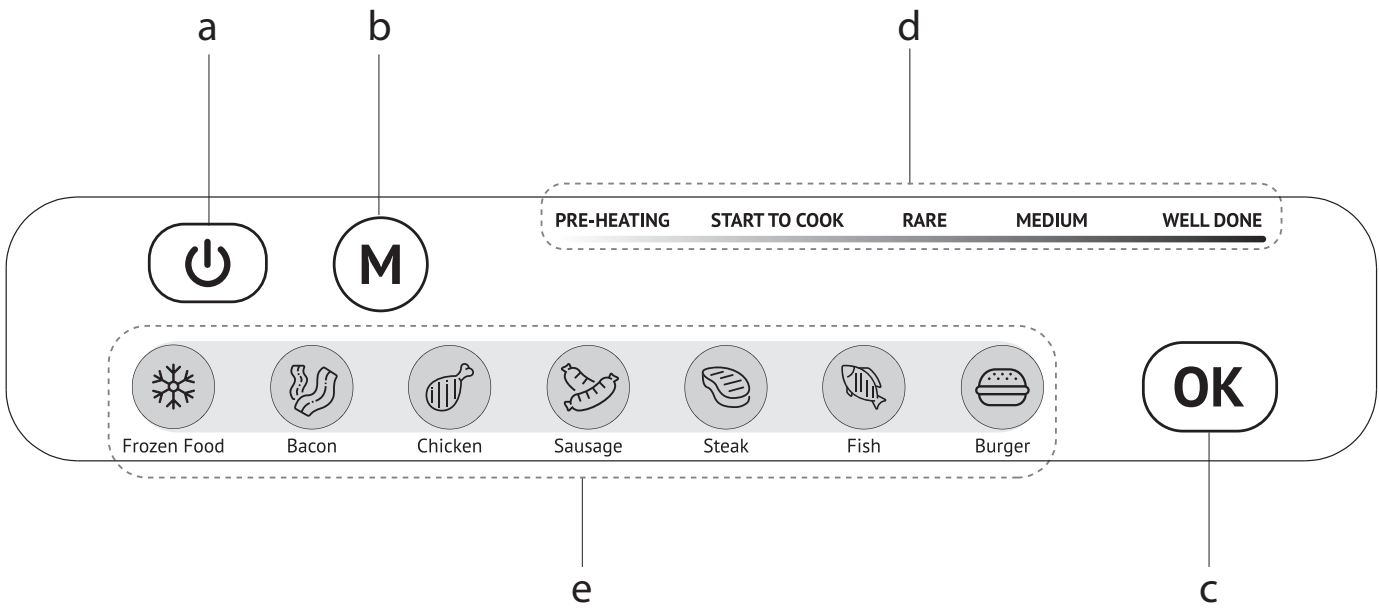 a b d
PRE-HEATING START TO COOK RARE MEDIUM WELL DONE
M
OK
Frozen Food Bacon Chicken Sausage Steak Fish Burger
e c